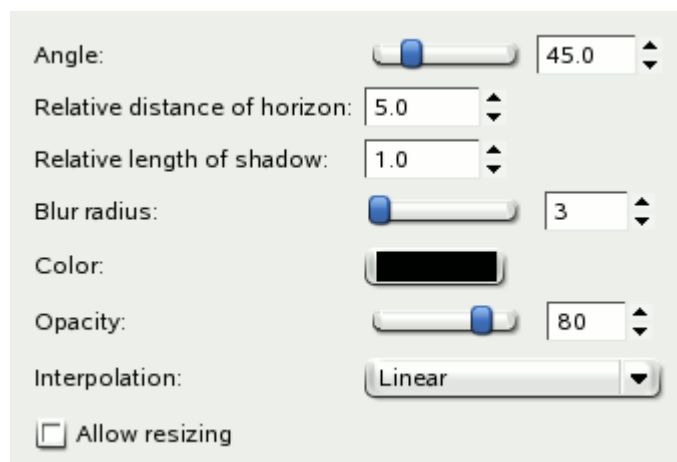 Angle: 45.0
Relative distance of horizon: 5.0
Relative length of shadow: 1.0
Blur radius: 3
Color:
Opacity: 80
Interpolation: Linear
Allow resizing